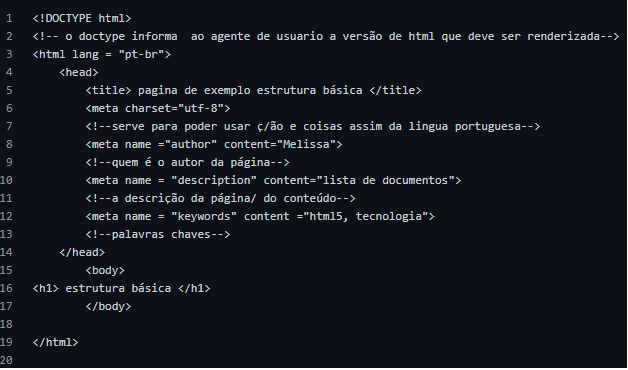 1 <!DOCTYPE html>
2 <!-- o doctype informa  ao agente de usuario a versão de html que deve ser renderizada-->
3 <html lang = "pt-br">
4     <head>
5         <title> pagina de exemplo estrutura básica </title>
6         <meta charset="utf-8">
7         <!--serve para poder usar ç/ão e coisas assim da lingua portuguesa-->
8         <meta name ="author" content="Melissa">
9         <!--quem é o autor da página-->
10         <meta name = "description" content="lista de documentos">
11         <!--a descrição da página/ do conteúdo-->
12         <meta name = "keywords" content ="html5, tecnologia">
13         <!--palavras chaves-->
14     </head>
15         <body>
16 <h1> estrutura básica </h1>
17         </body>
18
19 </html>
20